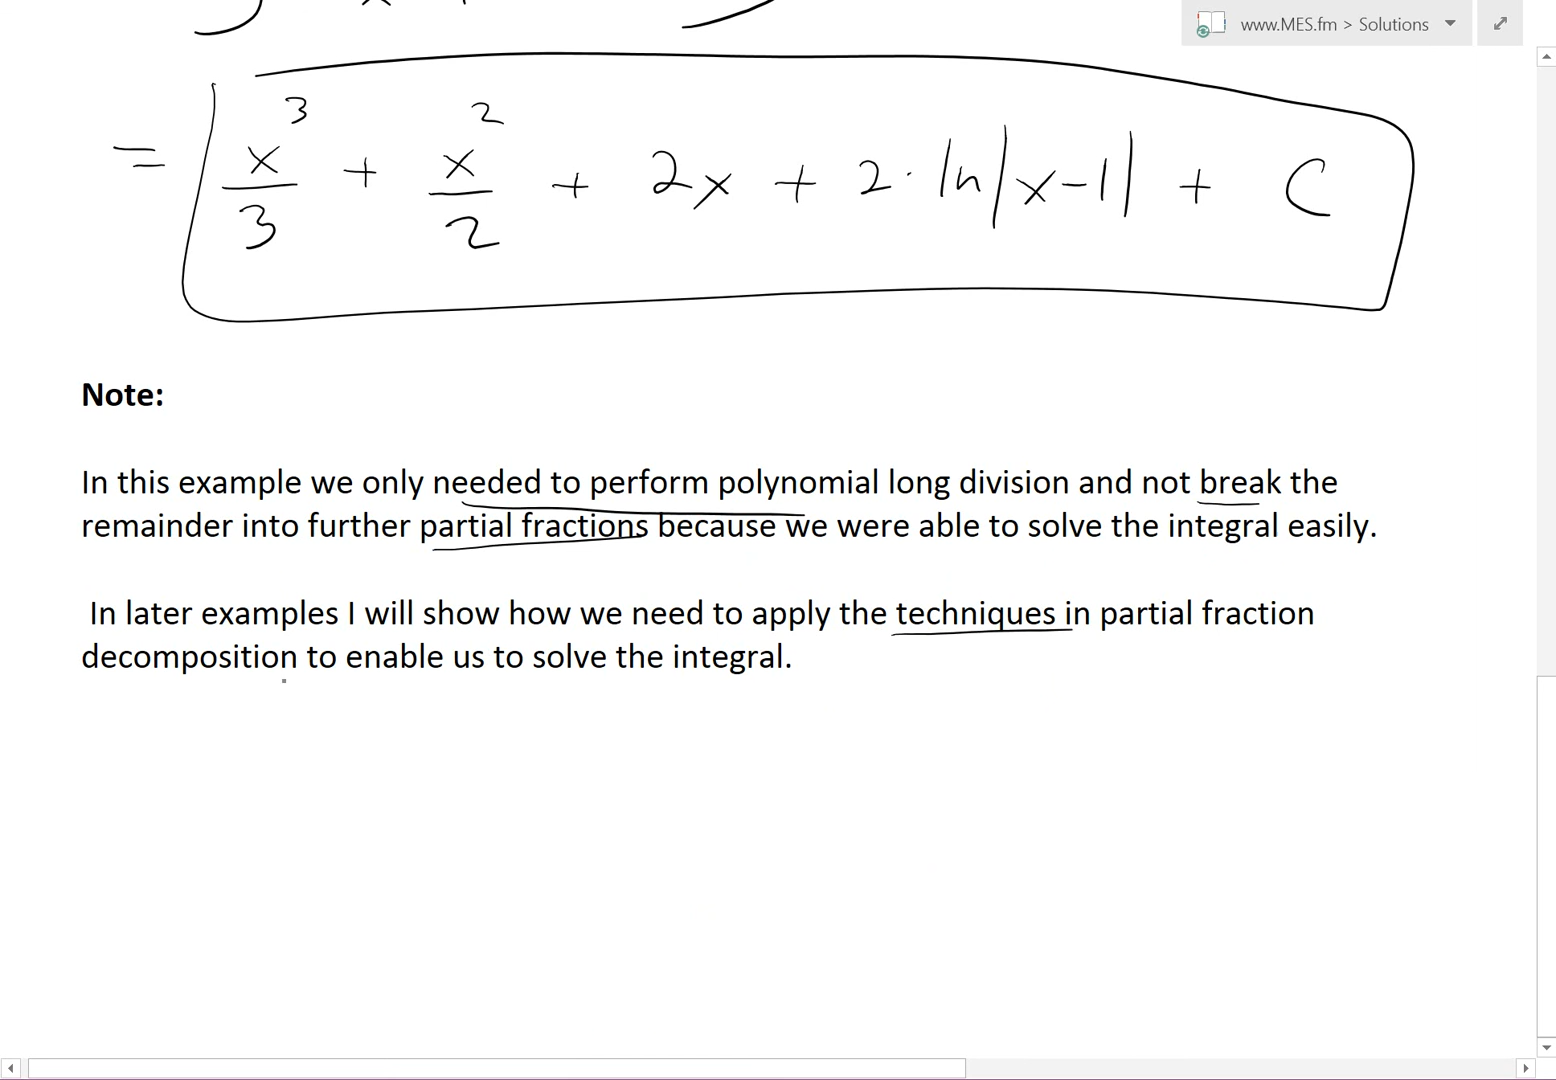 www.MES.fm > Solutions
= x³/3 + x²/2 + 2x + 2 · ln|x-1| + C
Note:
In this example we only needed to perform polynomial long division and not break the
remainder into further partial fractions because we were able to solve the integral easily.
In later examples I will show how we need to apply the techniques in partial fraction
decomposition to enable us to solve the integral.